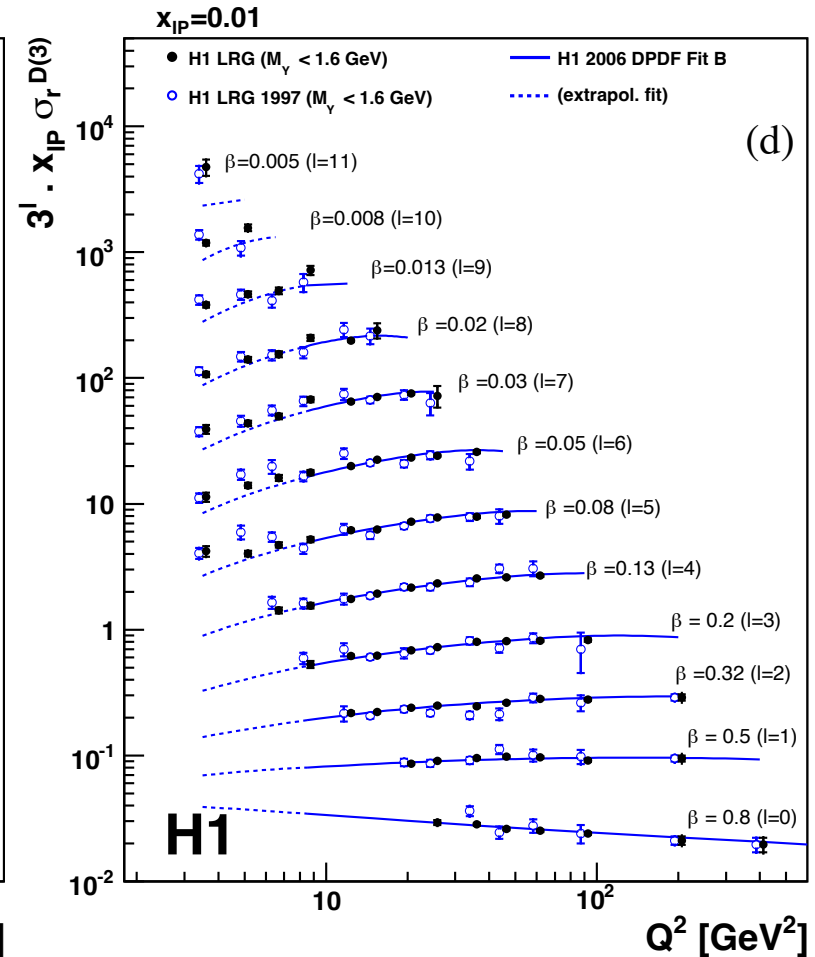 x_IP=0.01
H1 LRG (M_Y < 1.6 GeV)
H1 2006 DPDF Fit B
H1 LRG 1997 (M_Y < 1.6 GeV)
(extrapol. fit)
(d)
3^l . x_IP σ_r^D(3)
10^4
10^3
10^2
10
1
10^-1
10^-2
β=0.005 (l=11)
β=0.008 (l=10)
β=0.013 (l=9)
β =0.02 (l=8)
β =0.03 (l=7)
β =0.05 (l=6)
β =0.08 (l=5)
β =0.13 (l=4)
β = 0.2 (l=3)
β =0.32 (l=2)
β = 0.5 (l=1)
β = 0.8 (l=0)
H1
10
10^2
Q^2 [GeV^2]